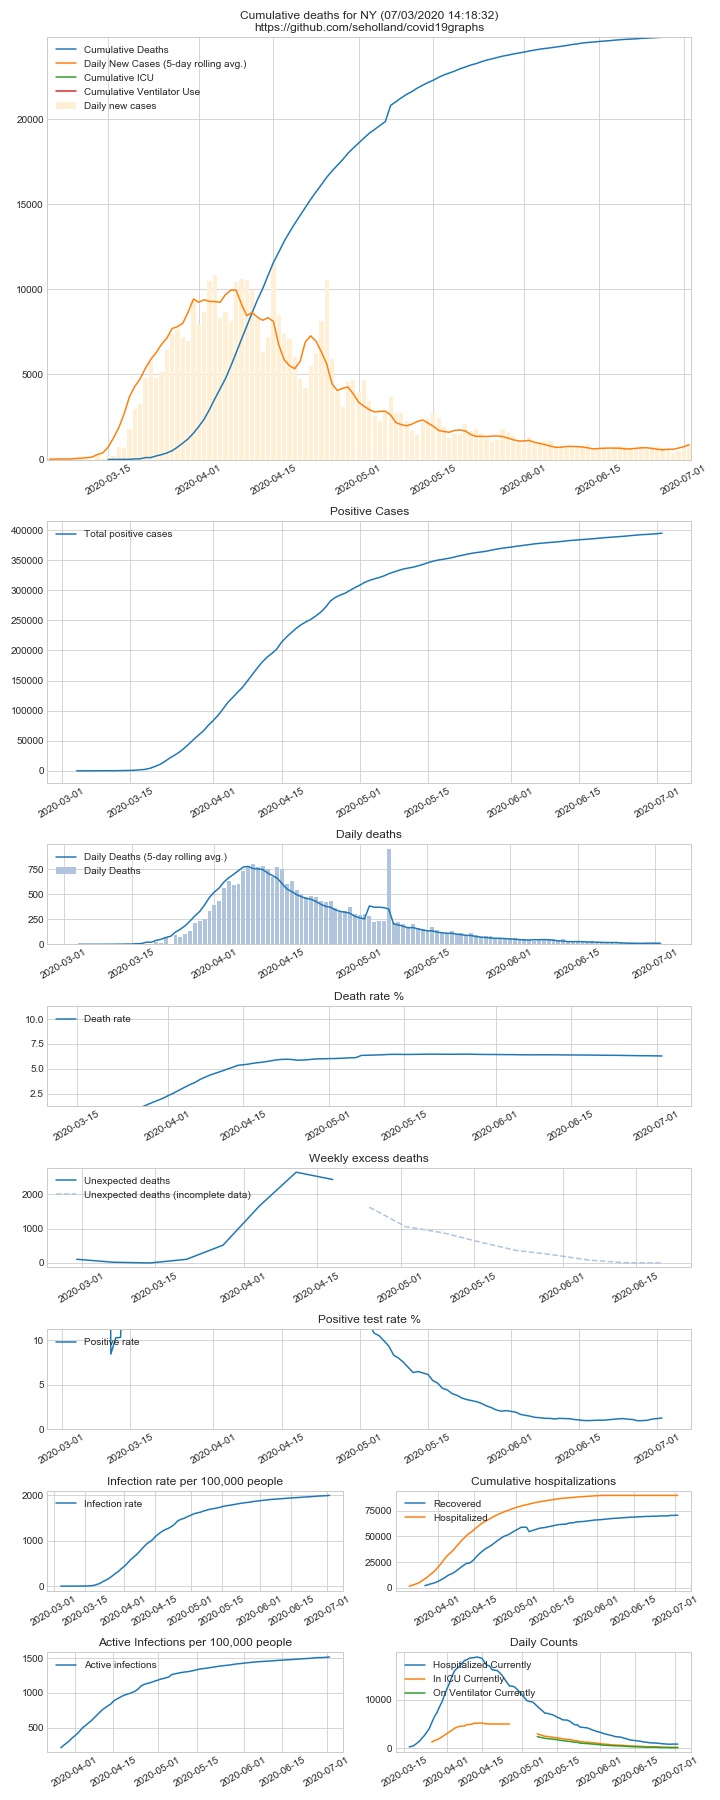 Cumulative deaths for NY (07/03/2020 14:18:32)
https://github.com/seholland/covid19graphs
Cumulative Deaths
Daily New Cases (5-day rolling avg.)
Cumulative ICU
Cumulative Ventilator Use
Daily new cases
20000
15000
10000
5000
0
2020-03-15 2020-04-01 2020-04-15 2020-05-01 2020-05-15 2020-06-01 2020-06-15 2020-07-01
Positive Cases
Total positive cases
400000
350000
300000
250000
200000
150000
100000
50000
0
2020-03-01 2020-03-15 2020-04-01 2020-04-15 2020-05-01 2020-05-15 2020-06-01 2020-06-15 2020-07-01
Daily deaths
Daily Deaths (5-day rolling avg.)
Daily Deaths
750
500
250
0
2020-03-01 2020-03-15 2020-04-01 2020-04-15 2020-05-01 2020-05-15 2020-06-01 2020-06-15 2020-07-01
Death rate %
Death rate
10.0
7.5
5.0
2.5
2020-03-15 2020-04-01 2020-04-15 2020-05-01 2020-05-15 2020-06-01 2020-06-15 2020-07-01
Weekly excess deaths
Unexpected deaths
Unexpected deaths (incomplete data)
2000
1000
0
2020-03-01 2020-03-15 2020-04-01 2020-04-15 2020-05-01 2020-05-15 2020-06-01 2020-06-15
Positive test rate %
Positive rate
10
5
0
2020-03-01 2020-03-15 2020-04-01 2020-04-15 2020-05-01 2020-05-15 2020-06-01 2020-06-15 2020-07-01
Infection rate per 100,000 people
Infection rate
2000
1000
0
2020-03-01 2020-03-15 2020-04-01 2020-04-15 2020-05-01 2020-05-15 2020-06-01 2020-06-15 2020-07-01
Cumulative hospitalizations
Recovered
Hospitalized
75000
50000
25000
0
2020-04-01 2020-04-15 2020-05-01 2020-05-15 2020-06-01 2020-06-15 2020-07-01
Active Infections per 100,000 people
Active infections
1500
1000
500
2020-04-01 2020-04-15 2020-05-01 2020-05-15 2020-06-01 2020-06-15 2020-07-01
Daily Counts
Hospitalized Currently
In ICU Currently
On Ventilator Currently
10000
0
2020-03-15 2020-04-01 2020-04-15 2020-05-01 2020-05-15 2020-06-01 2020-06-15 2020-07-01